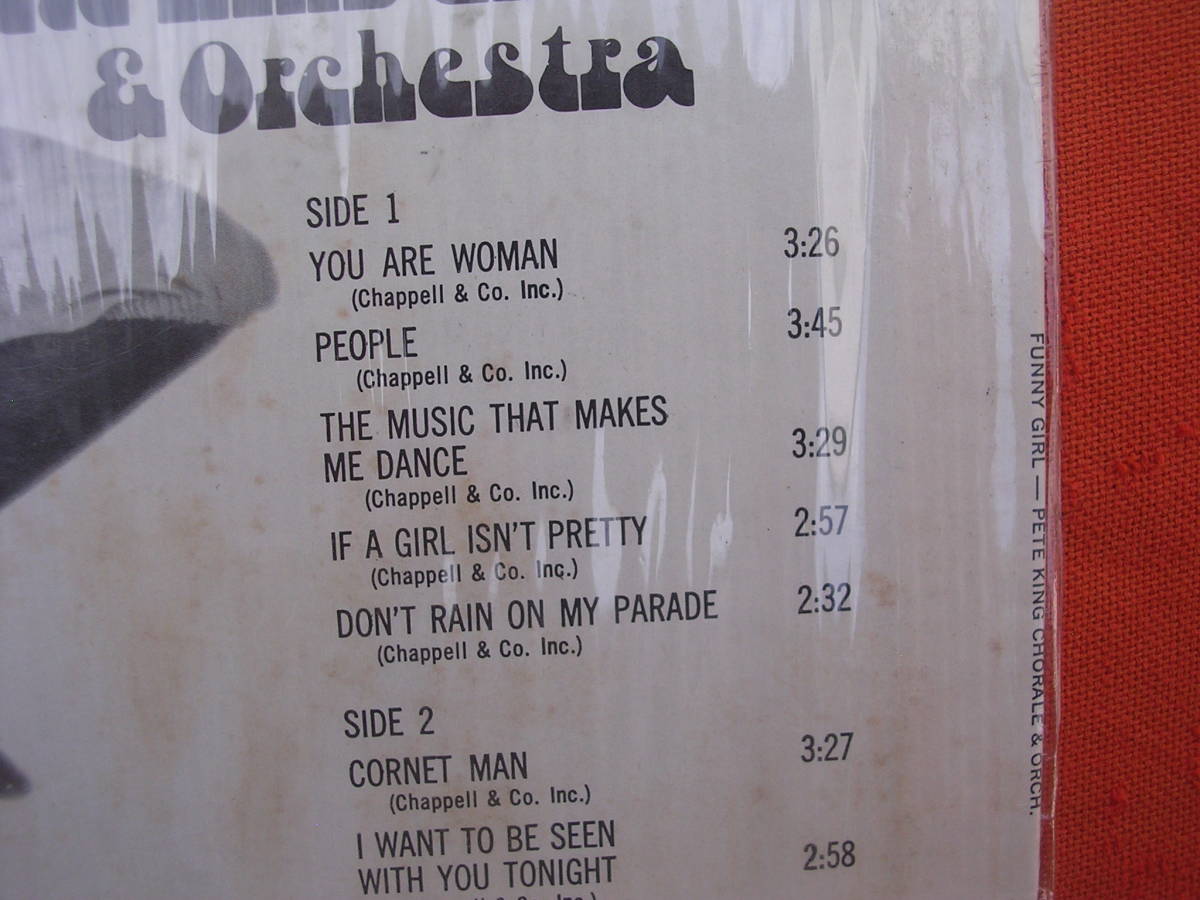 & Orchestra
SIDE 1
YOU ARE WOMAN 3:26
(Chappell & Co. Inc.)
PEOPLE 3:45
(Chappell & Co. Inc.)
THE MUSIC THAT MAKES
ME DANCE 3:29
(Chappell & Co. Inc.)
IF A GIRL ISN'T PRETTY 2:57
(Chappell & Co. Inc.)
DON'T RAIN ON MY PARADE 2:32
(Chappell & Co. Inc.)
SIDE 2
CORNET MAN 3:27
(Chappell & Co. Inc.)
I WANT TO BE SEEN
WITH YOU TONIGHT 2:58
FUNNY GIRL — PETE KING CHORALE & ORCH.